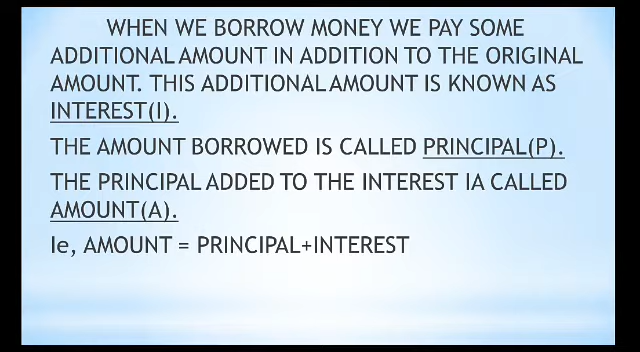 WHEN WE BORROW MONEY WE PAY SOME
ADDITIONAL AMOUNT IN ADDITION TO THE ORIGINAL
AMOUNT. THIS ADDITIONAL AMOUNT IS KNOWN AS
INTEREST(I).
THE AMOUNT BORROWED IS CALLED PRINCIPAL(P).
THE PRINCIPAL ADDED TO THE INTEREST IA CALLED
AMOUNT(A).
Ie, AMOUNT = PRINCIPAL+INTEREST